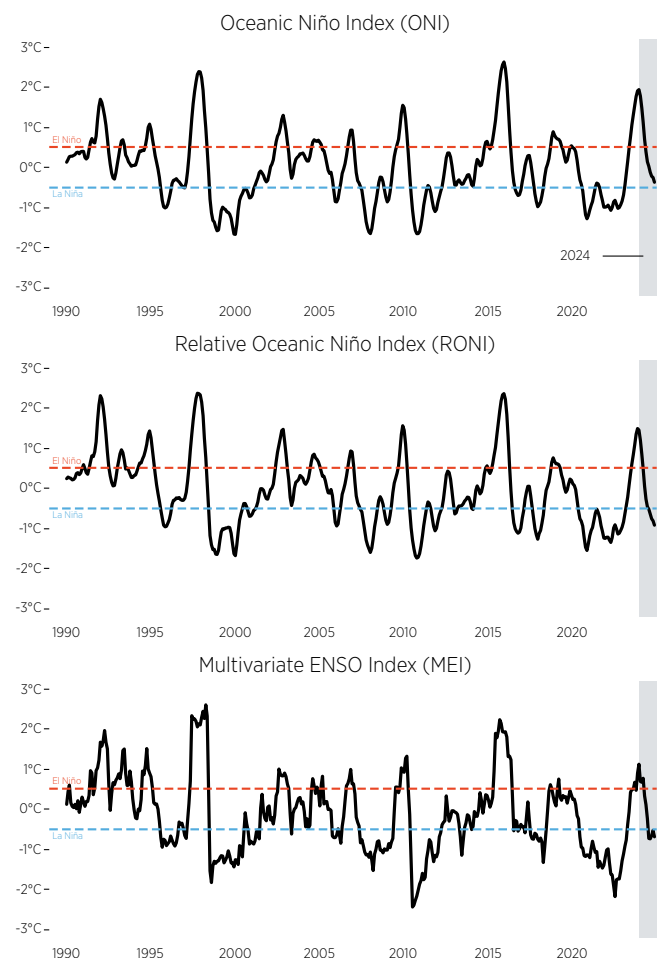 Oceanic Niño Index (ONI)
3°C
2°C
1°C
El Niño
0°C
La Niña
-1°C
-2°C
2024
-3°C
1990 1995 2000 2005 2010 2015 2020
Relative Oceanic Niño Index (RONI)
3°C
2°C
1°C
El Niño
0°C
La Niña
-1°C
-2°C
-3°C
1990 1995 2000 2005 2010 2015 2020
Multivariate ENSO Index (MEI)
3°C
2°C
1°C
El Niño
0°C
La Niña
-1°C
-2°C
-3°C
1990 1995 2000 2005 2010 2015 2020